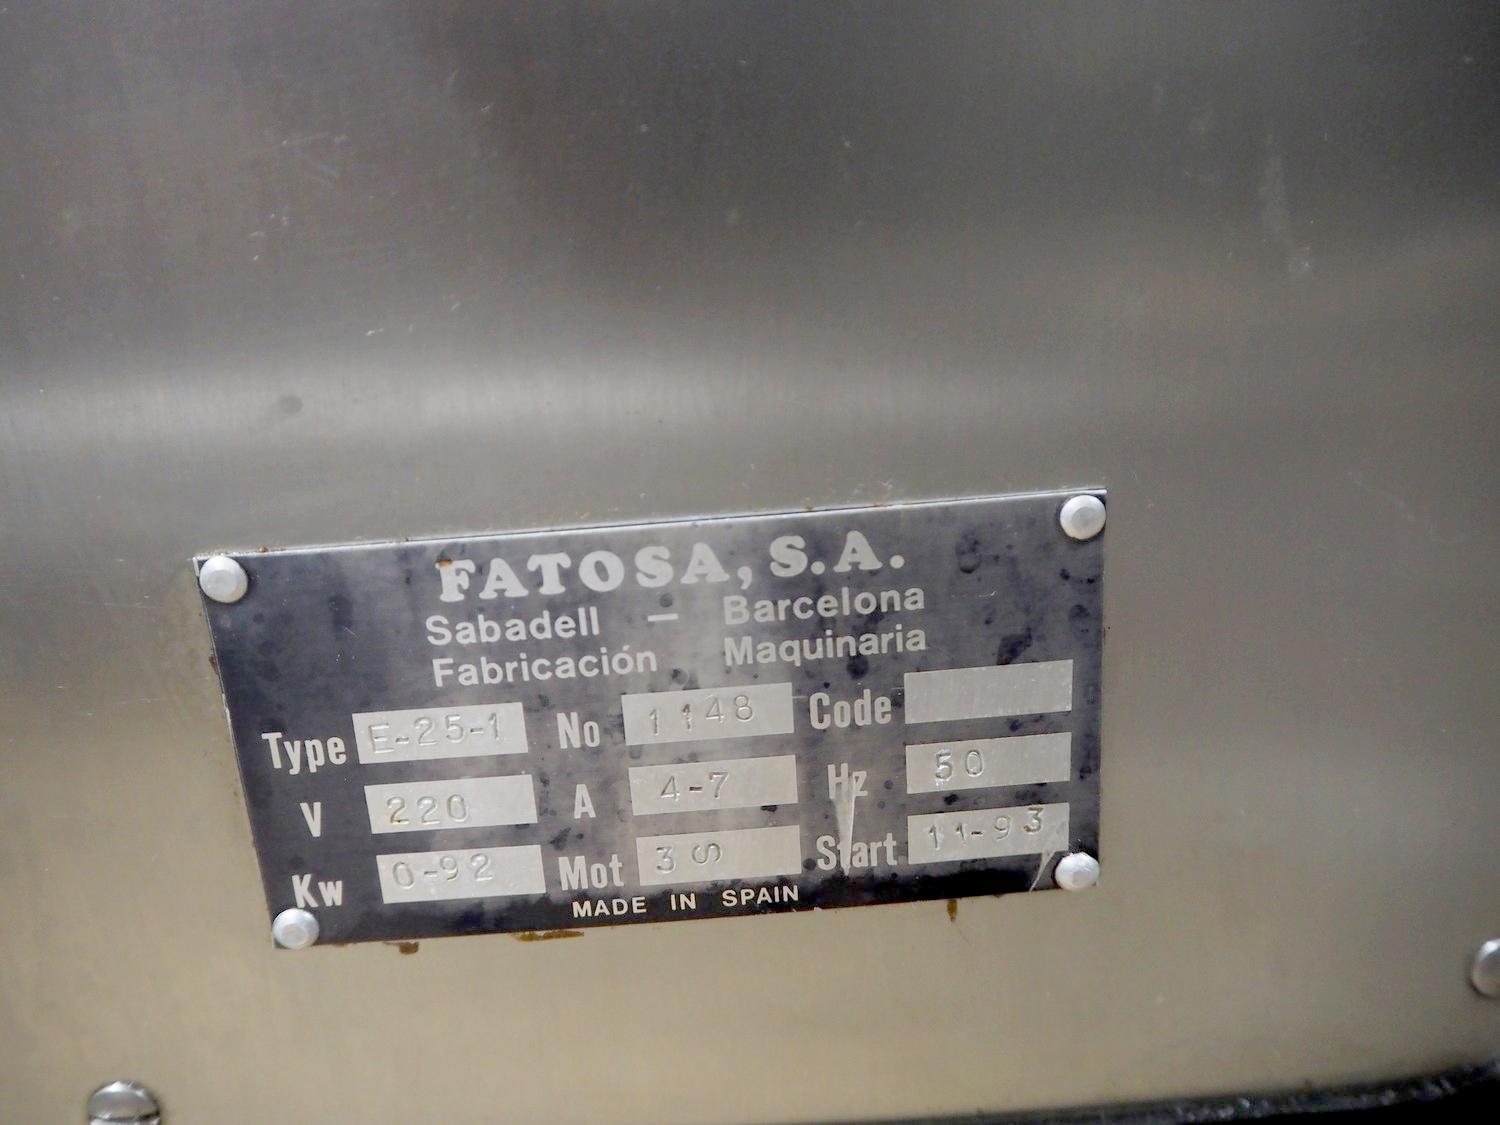 FATOSA, S.A.
Sabadell — Barcelona
Fabricación Maquinaria
Type E-25-1 No 1148 Code
V 220 A 4-7 Hz 50
Kw 0-92 Mot 3 S Start 11-93
MADE IN SPAIN